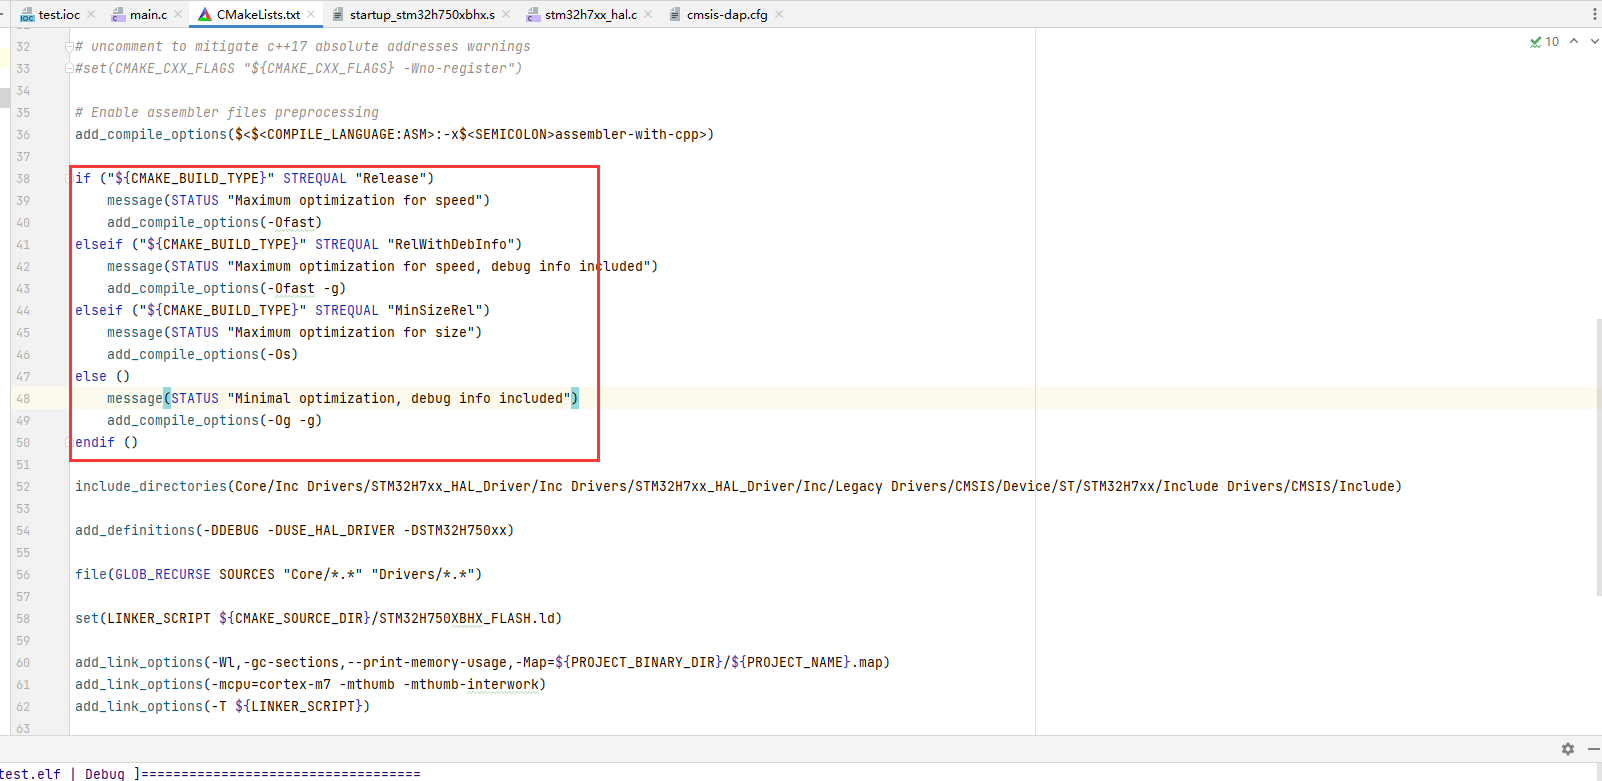 test.ioc main.c CMakeLists.txt startup_stm32h750xbhx.s stm32h7xx_hal.c cmsis-dap.cfg
10
32 # uncomment to mitigate c++17 absolute addresses warnings
33 #set(CMAKE_CXX_FLAGS "${CMAKE_CXX_FLAGS} -Wno-register")
34
35 # Enable assembler files preprocessing
36 add_compile_options($<$<COMPILE_LANGUAGE:ASM>:-x$<SEMICOLON>assembler-with-cpp>)
37
38 if ("${CMAKE_BUILD_TYPE}" STREQUAL "Release")
39 message(STATUS "Maximum optimization for speed")
40 add_compile_options(-Ofast)
41 elseif ("${CMAKE_BUILD_TYPE}" STREQUAL "RelWithDebInfo")
42 message(STATUS "Maximum optimization for speed, debug info included")
43 add_compile_options(-Ofast -g)
44 elseif ("${CMAKE_BUILD_TYPE}" STREQUAL "MinSizeRel")
45 message(STATUS "Maximum optimization for size")
46 add_compile_options(-Os)
47 else ()
48 message(STATUS "Minimal optimization, debug info included")
49 add_compile_options(-Og -g)
50 endif ()
51
52 include_directories(Core/Inc Drivers/STM32H7xx_HAL_Driver/Inc Drivers/STM32H7xx_HAL_Driver/Inc/Legacy Drivers/CMSIS/Device/ST/STM32H7xx/Include Drivers/CMSIS/Include)
53
54 add_definitions(-DDEBUG -DUSE_HAL_DRIVER -DSTM32H750xx)
55
56 file(GLOB_RECURSE SOURCES "Core/*.*" "Drivers/*.*")
57
58 set(LINKER_SCRIPT ${CMAKE_SOURCE_DIR}/STM32H750XBHX_FLASH.ld)
59
60 add_link_options(-Wl,-gc-sections,--print-memory-usage,-Map=${PROJECT_BINARY_DIR}/${PROJECT_NAME}.map)
61 add_link_options(-mcpu=cortex-m7 -mthumb -mthumb-interwork)
62 add_link_options(-T ${LINKER_SCRIPT})
63
test.elf | Debug ]===================================